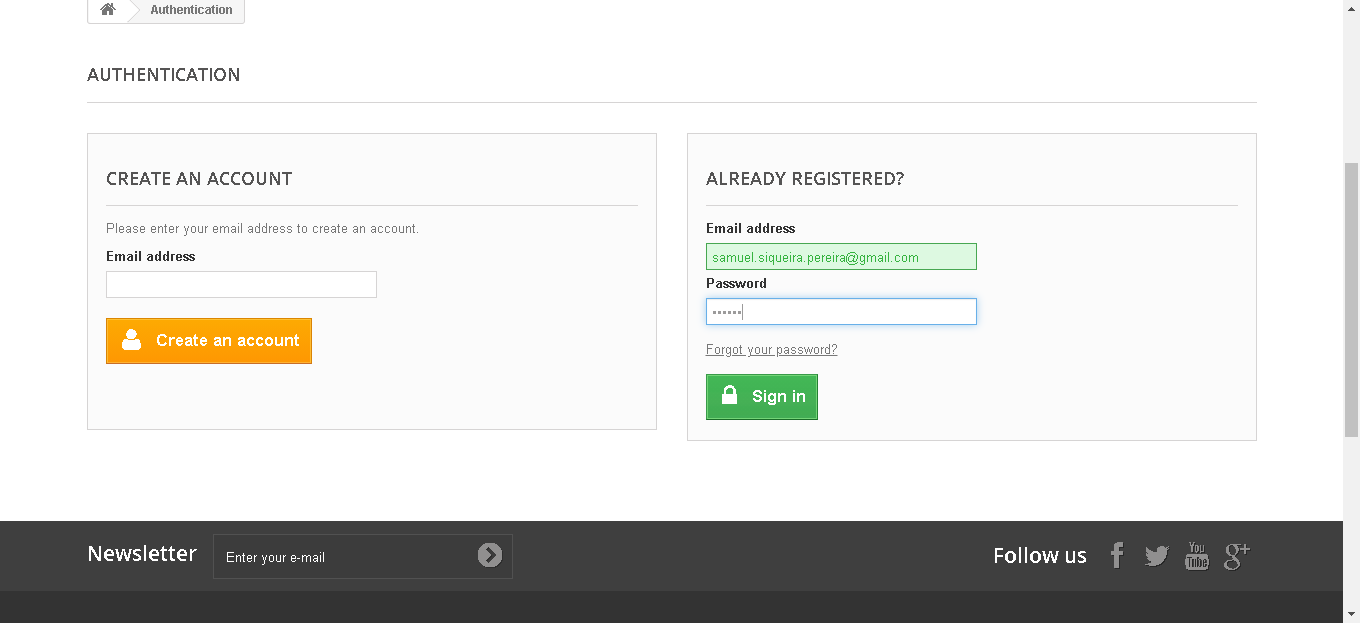 Authentication
AUTHENTICATION
CREATE AN ACCOUNT
Please enter your email address to create an account.
Email address
Create an account
ALREADY REGISTERED?
Email address
samuel.siqueira.pereira@gmail.com
Password
••••••
Forgot your password?
Sign in
Newsletter
Enter your e-mail
Follow us
f
You
Tube
g+